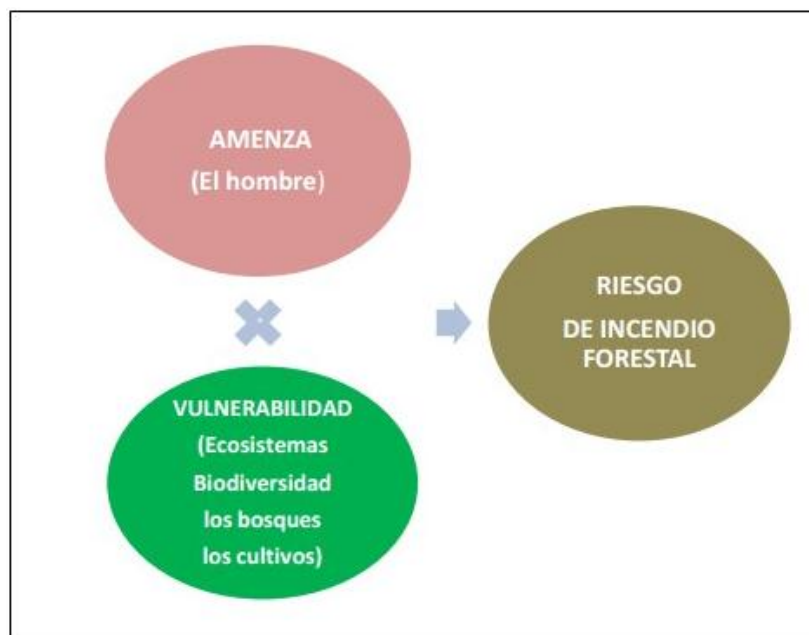 AMENZA
(El hombre)
VULNERABILIDAD
(Ecosistemas
Biodiversidad
los bosques
los cultivos)
RIESGO
DE INCENDIO
FORESTAL